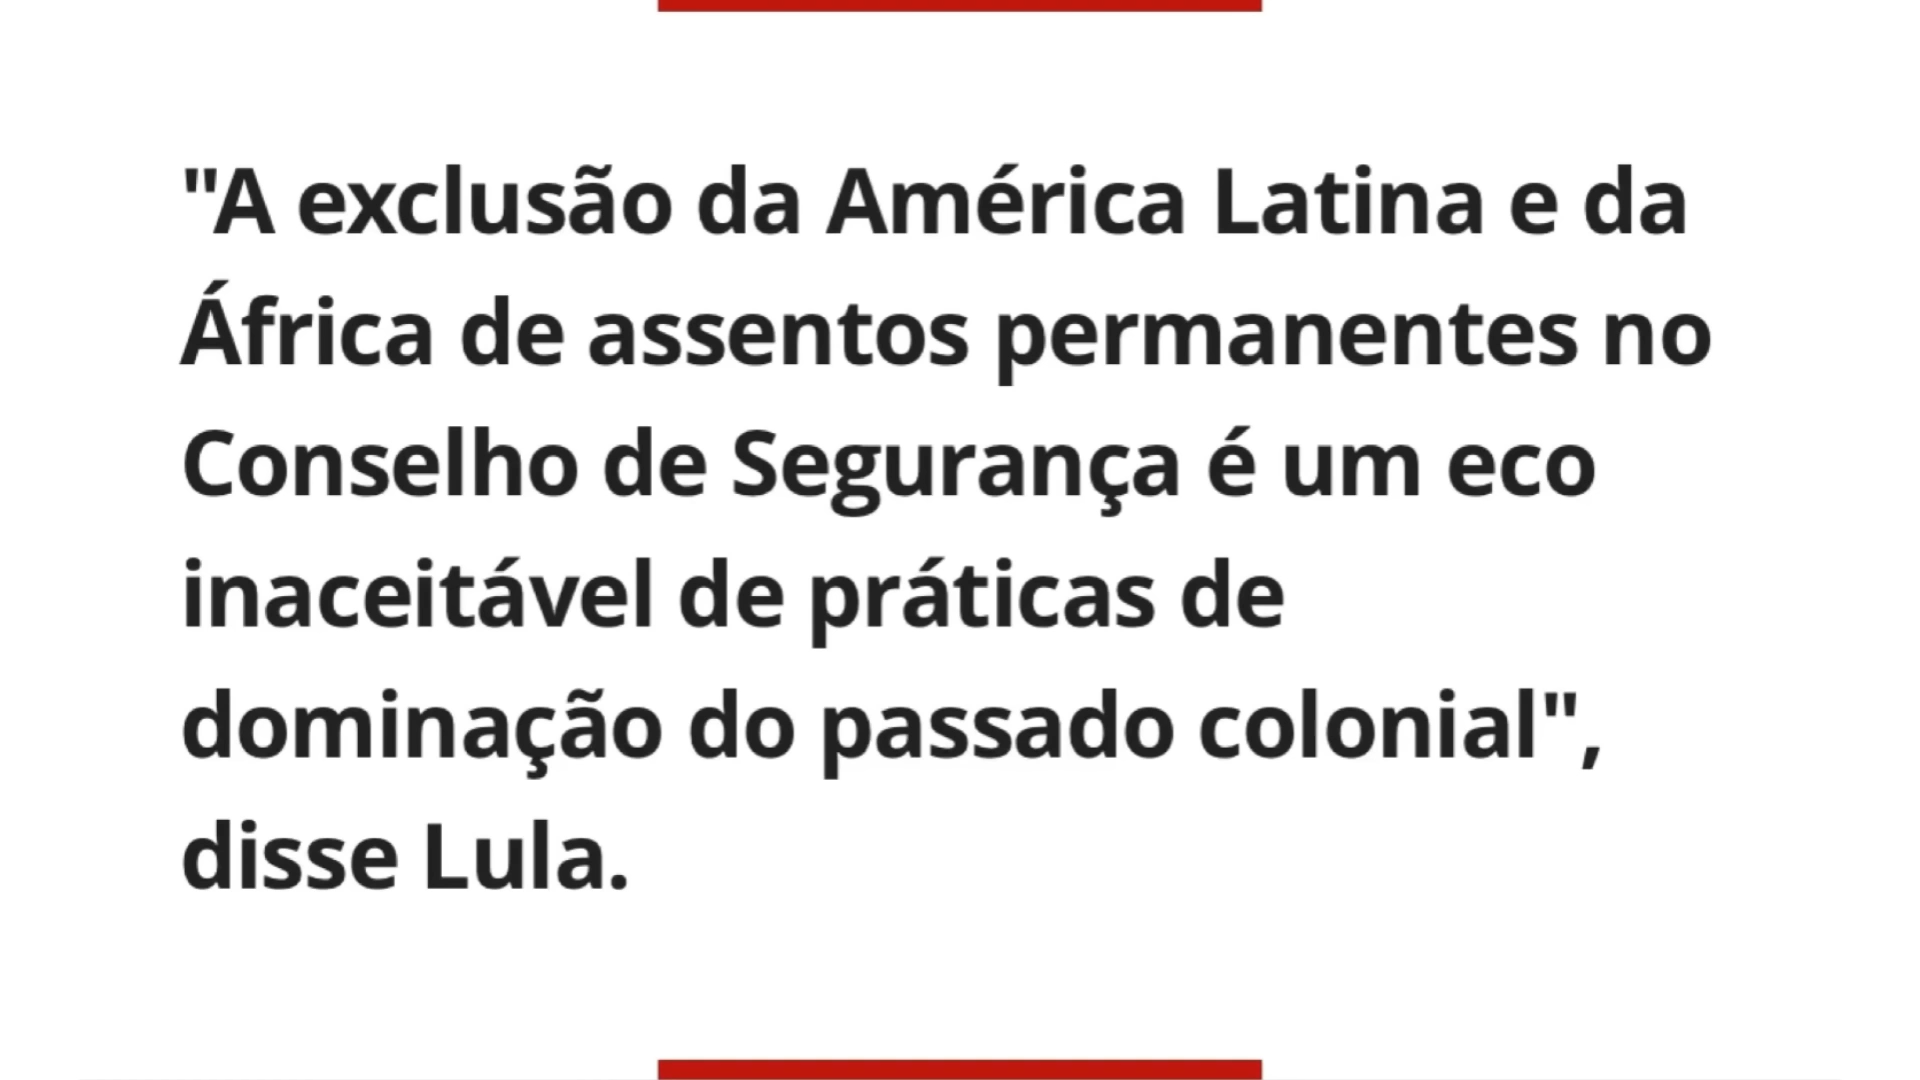 "A exclusão da América Latina e da
África de assentos permanentes no
Conselho de Segurança é um eco
inaceitável de práticas de
dominação do passado colonial",
disse Lula.